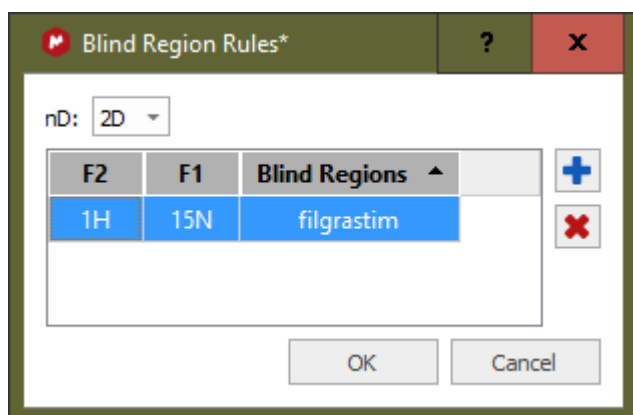 Blind Region Rules* ? x
nD: 2D
F2 F1 Blind Regions
1H 15N filgrastim
OK Cancel